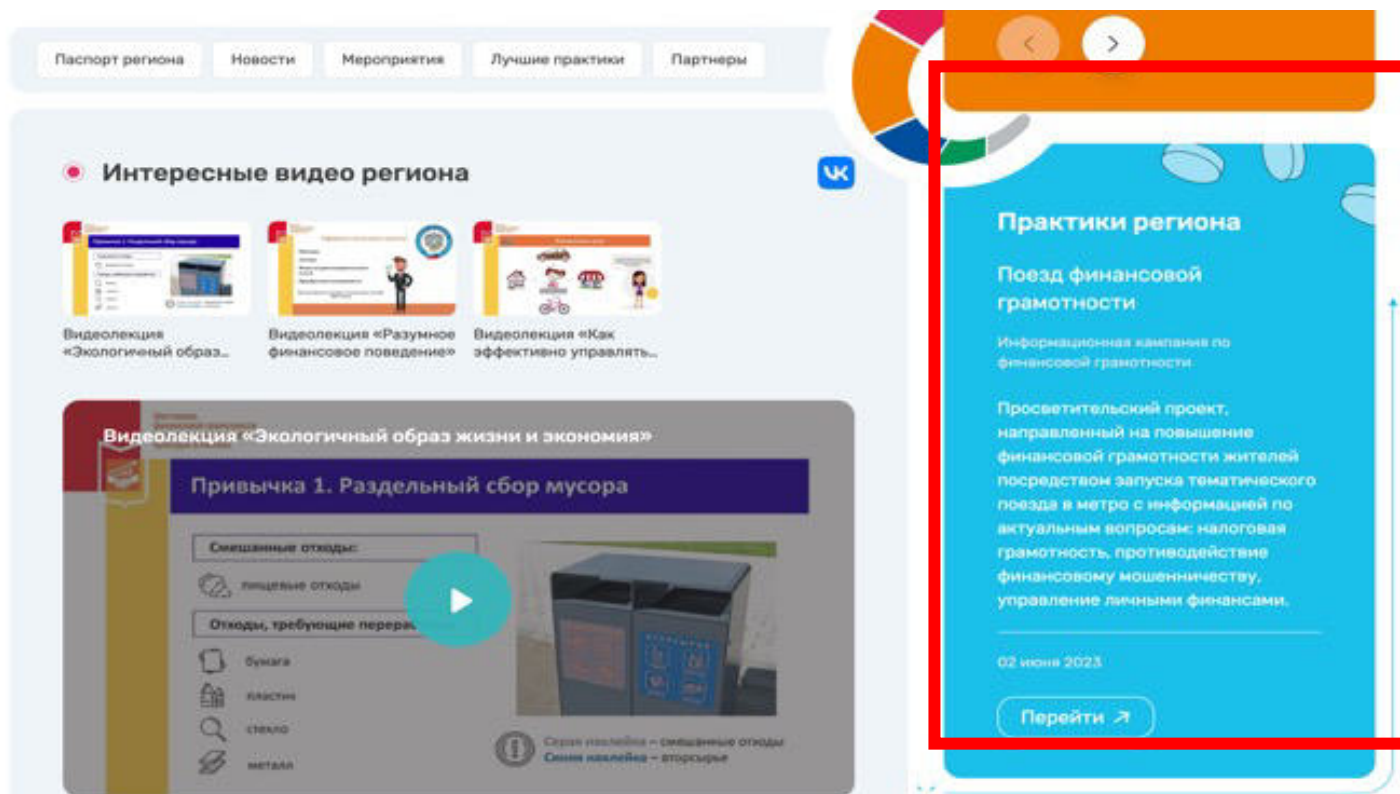 Паспорт региона
Новости
Мероприятия
Лучшие практики
Партнеры
Интересные видео региона
Видеолекция
«Экологичный образ...
Видеолекция «Разумное
финансовое поведение»
Видеолекция «Как
эффективно управлять...
Видеолекция «Экологичный образ жизни и экономия»
Привычка 1. Раздельный сбор мусора
Смешанные отходы:
пищевые отходы
Отходы, требующие
бумага
пластик
стекло
металл
Серая наклейка – смешанные отходы
Синяя наклейка – вторсырье
Практики региона
Поезд финансовой
грамотности
Информационная кампания по
финансовой грамотности
Просветительский проект,
направленный на повышение
финансовой грамотности жителей
посредством запуска тематического
поезда в метро с информацией по
актуальным вопросам: налоговая
грамотность, противодействие
финансовому мошенничеству,
управление личными финансами.
02 июня 2023
Перейти